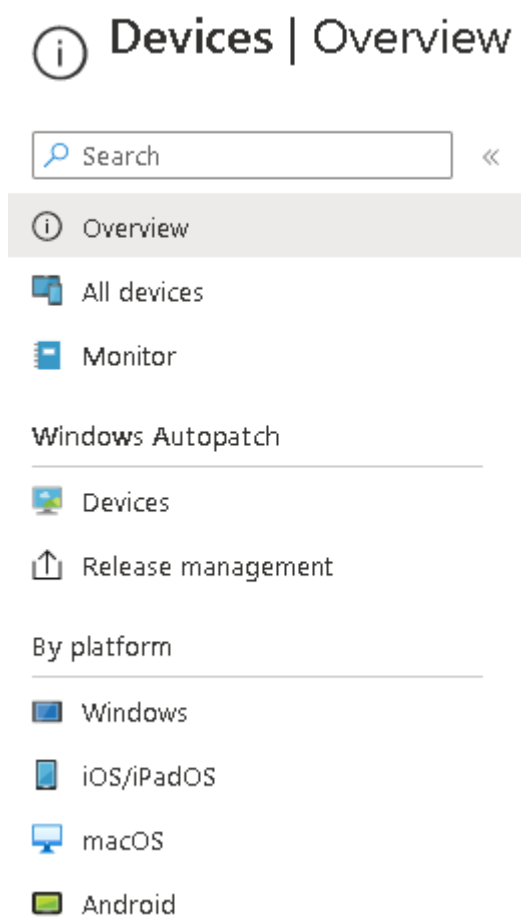 Devices | Overview
Search
Overview
All devices
Monitor
Windows Autopatch
Devices
Release management
By platform
Windows
iOS/iPadOS
macOS
Android